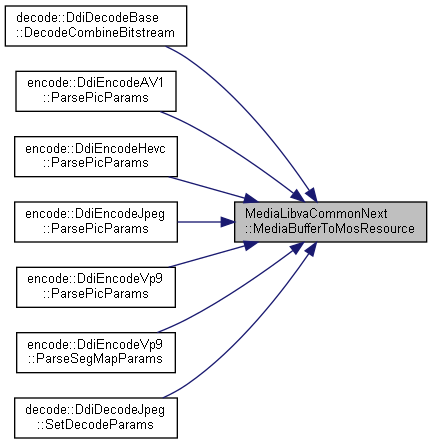 decode::DdiDecodeBase
::DecodeCombineBitstream
encode::DdiEncodeAV1
::ParsePicParams
encode::DdiEncodeHevc
::ParsePicParams
encode::DdiEncodeJpeg
::ParsePicParams
MediaLibvaCommonNext
::MediaBufferToMosResource
encode::DdiEncodeVp9
::ParsePicParams
encode::DdiEncodeVp9
::ParseSegMapParams
decode::DdiDecodeJpeg
::SetDecodeParams